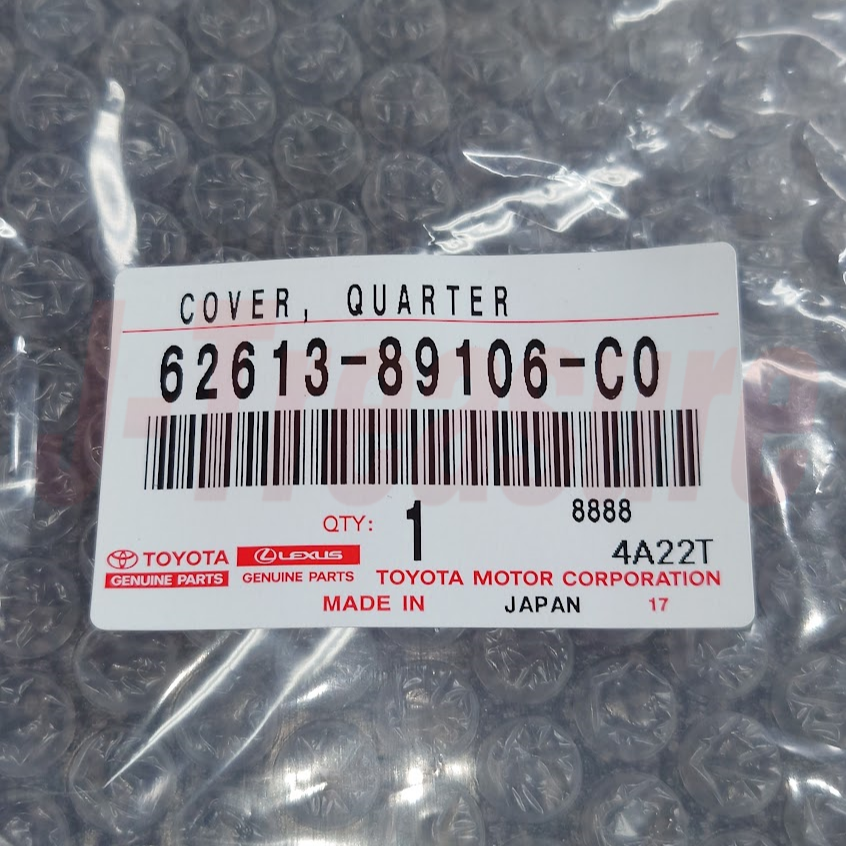 COVER, QUARTER
62613-89106-C0
8888
QTY: 1
4A22T
TOYOTA LEXUS
GENUINE PARTS GENUINE PARTS TOYOTA MOTOR CORPORATION
MADE IN JAPAN 17
J-Treasure